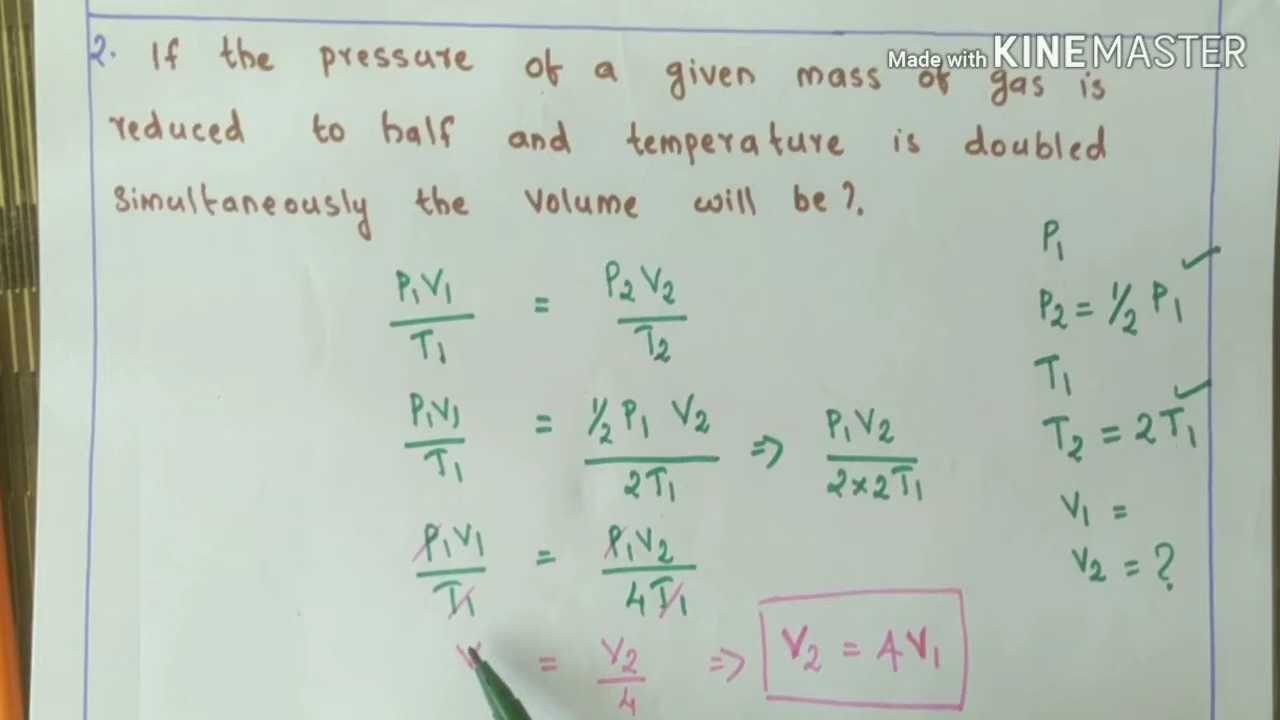 Made with KINEMASTER
2. If the pressure of a given mass of gas is
reduced to half and temperature is doubled
simultaneously the volume will be?.
P₁V₁/T₁ = P₂V₂/T₂
P₁V₁/T₁ = ½ P₁ V₂/2T₁ => P₁V₂/2×2T₁
P₁V₁/T₁ = P₁V₂/4T₁
V = V₂/4 => V₂ = 4V₁
P₁
P₂ = ½ P₁ ✓
T₁
T₂ = 2T₁ ✓
V₁ =
V₂ = ?